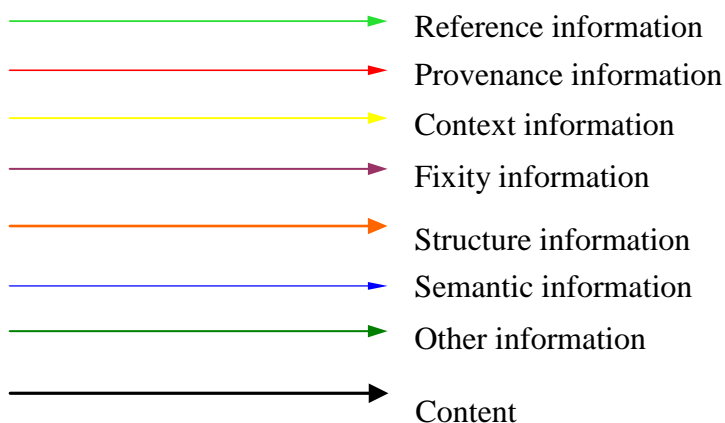 Reference information
Provenance information
Context information
Fixity information
Structure information
Semantic information
Other information
Content